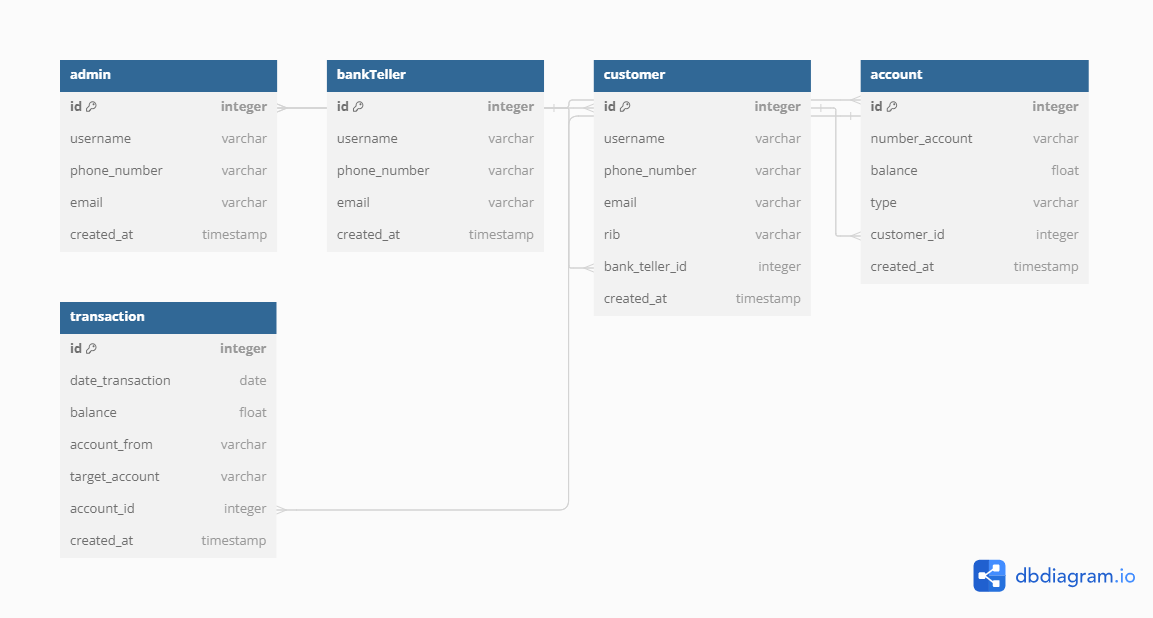 admin
id integer
username varchar
phone_number varchar
email varchar
created_at timestamp
bankTeller
id integer
username varchar
phone_number varchar
email varchar
created_at timestamp
customer
id integer
username varchar
phone_number varchar
email varchar
rib varchar
bank_teller_id integer
created_at timestamp
account
id integer
number_account varchar
balance float
type varchar
customer_id integer
created_at timestamp
transaction
id integer
date_transaction date
balance float
account_from varchar
target_account varchar
account_id integer
created_at timestamp
dbdiagram.io